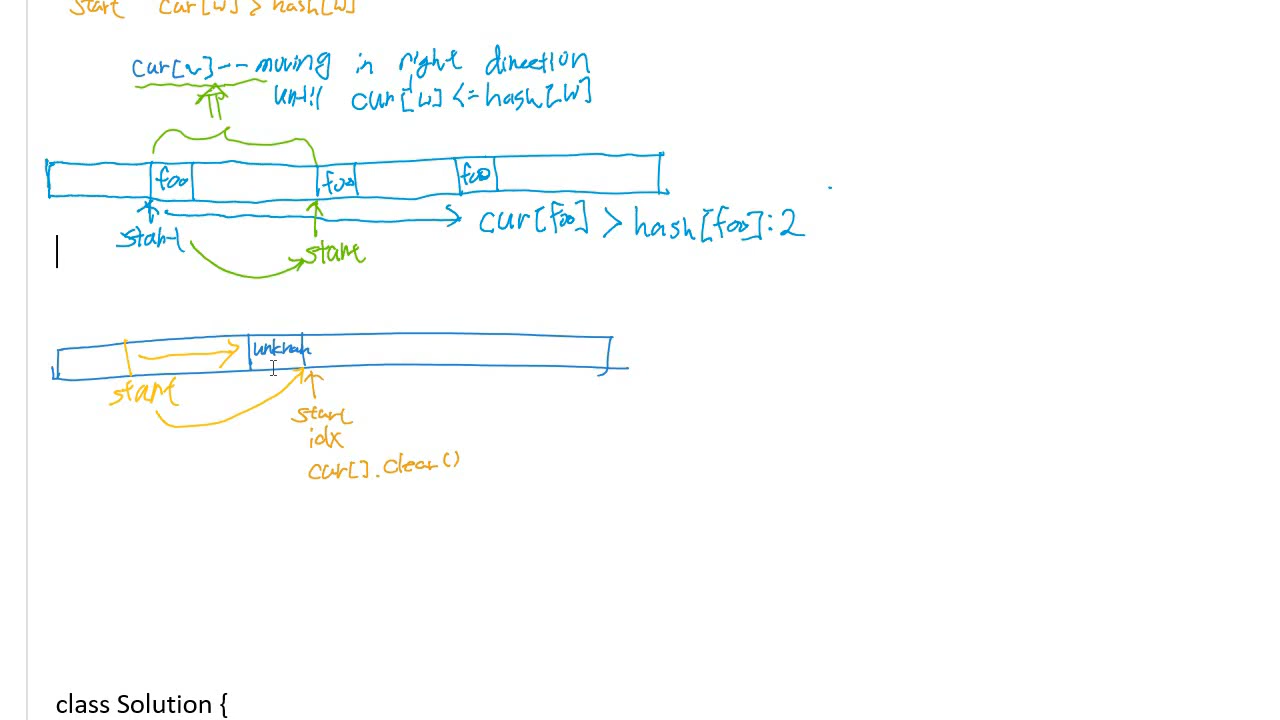 start cur[w] > hash[w]
cur[w]-- moving in right direction
until cur[w] <= hash[w]
foo foo foo
start cur[foo] > hash[foo]:2
start
unknown
start
start
idx
cur[].clear()
class Solution {